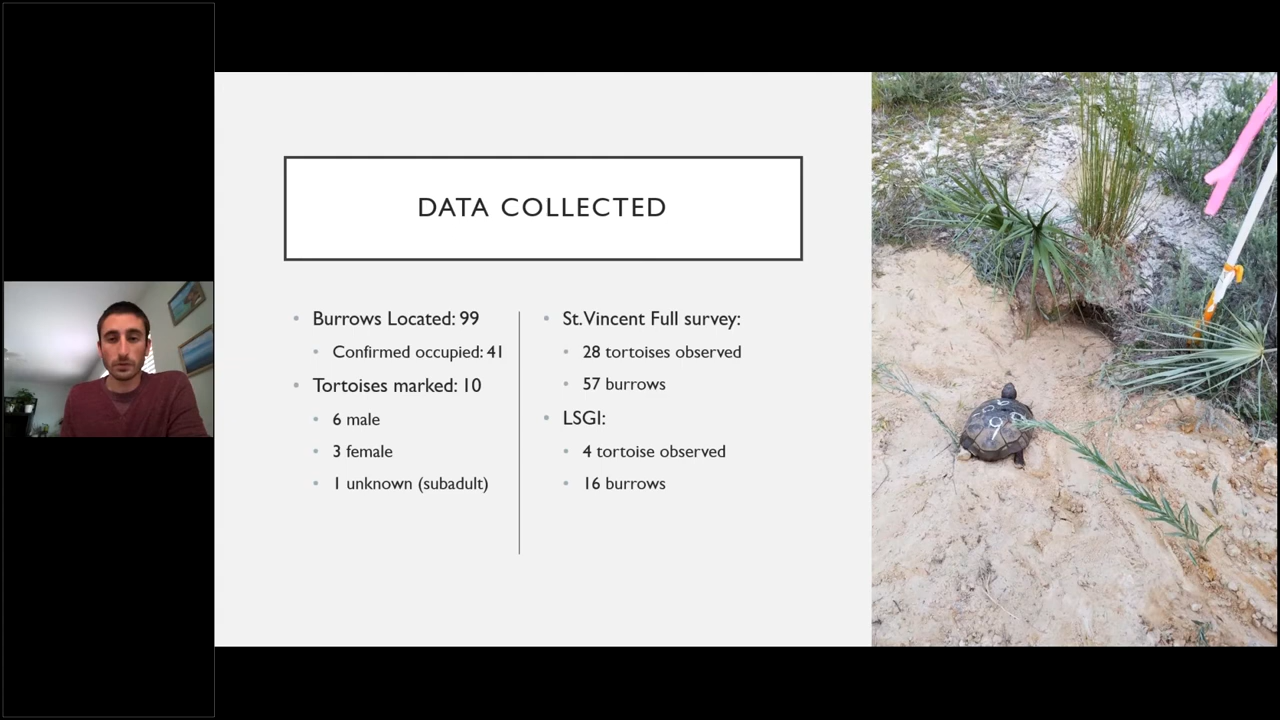 DATA COLLECTED
Burrows Located: 99
Confirmed occupied: 41
Tortoises marked: 10
6 male
3 female
1 unknown (subadult)
St.Vincent Full survey:
28 tortoises observed
57 burrows
LSGI:
4 tortoise observed
16 burrows